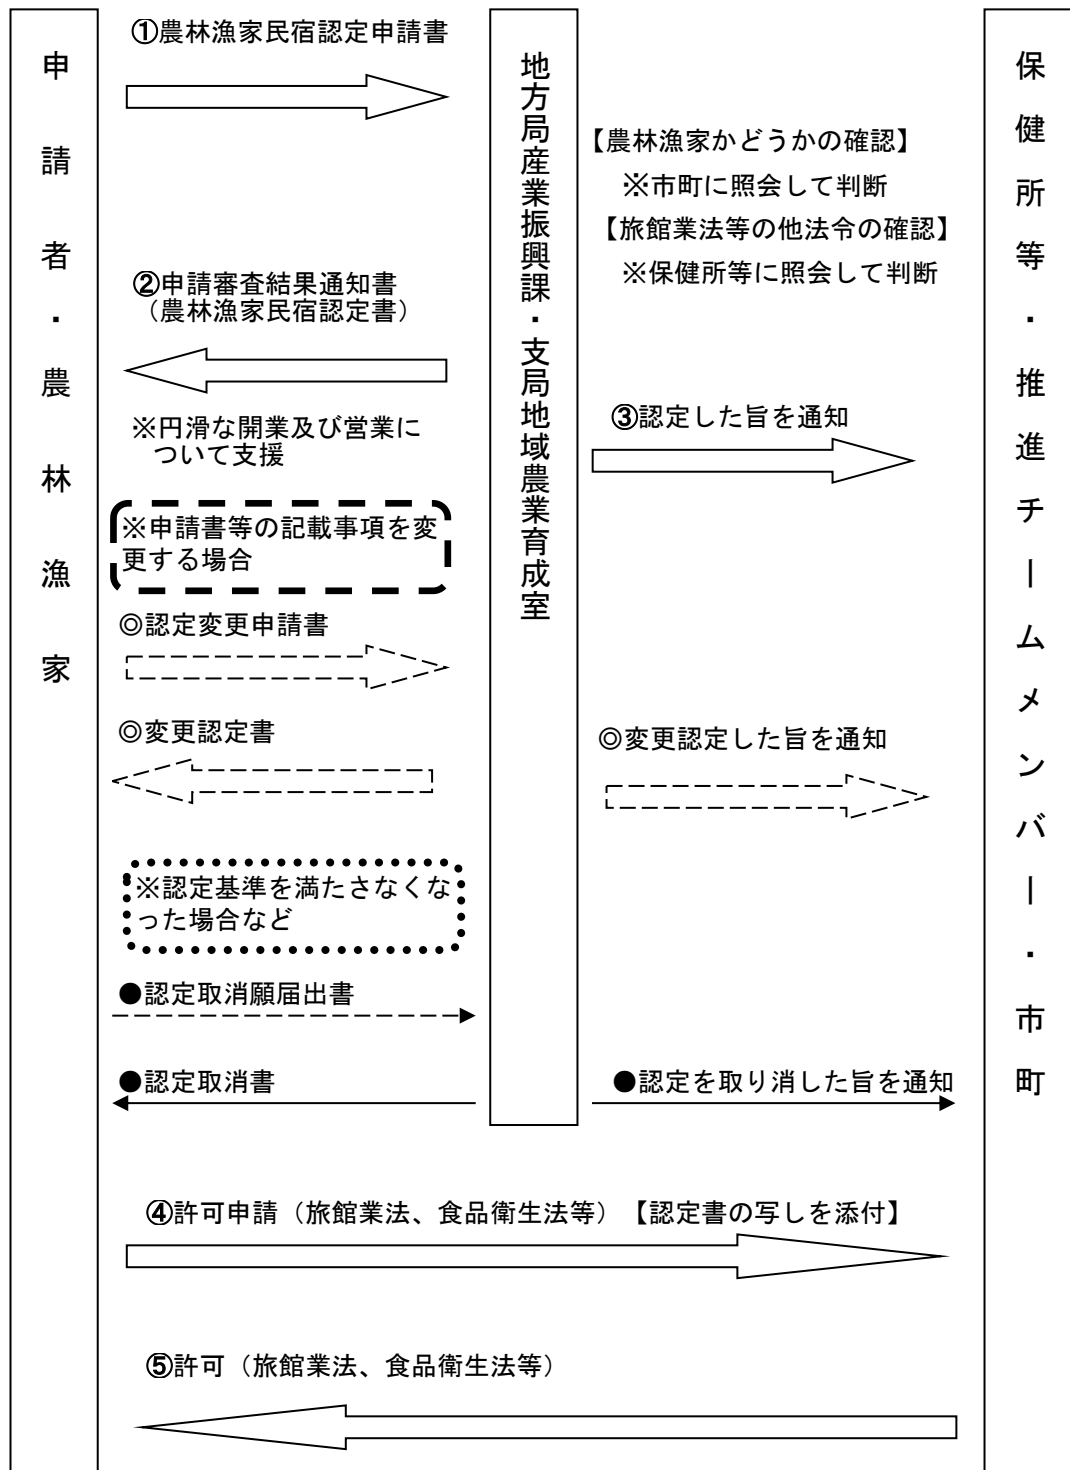 申請者・農林漁家
①農林漁家民宿認定申請書
地方局産業振興課・支局地域農業育成室
【農林漁家かどうかの確認】
※市町に照会して判断
【旅館業法等の他法令の確認】
※保健所等に照会して判断
保健所等・推進チームメンバー・市町
②申請審査結果通知書
（農林漁家民宿認定書）
※円滑な開業及び営業に
ついて支援
③認定した旨を通知
※申請書等の記載事項を変
更する場合
◎認定変更申請書
◎変更認定書
◎変更認定した旨を通知
※認定基準を満たさなくな
った場合など
●認定取消願届出書
●認定取消書
●認定を取り消した旨を通知
④許可申請（旅館業法、食品衛生法等）【認定書の写しを添付】
⑤許可（旅館業法、食品衛生法等）